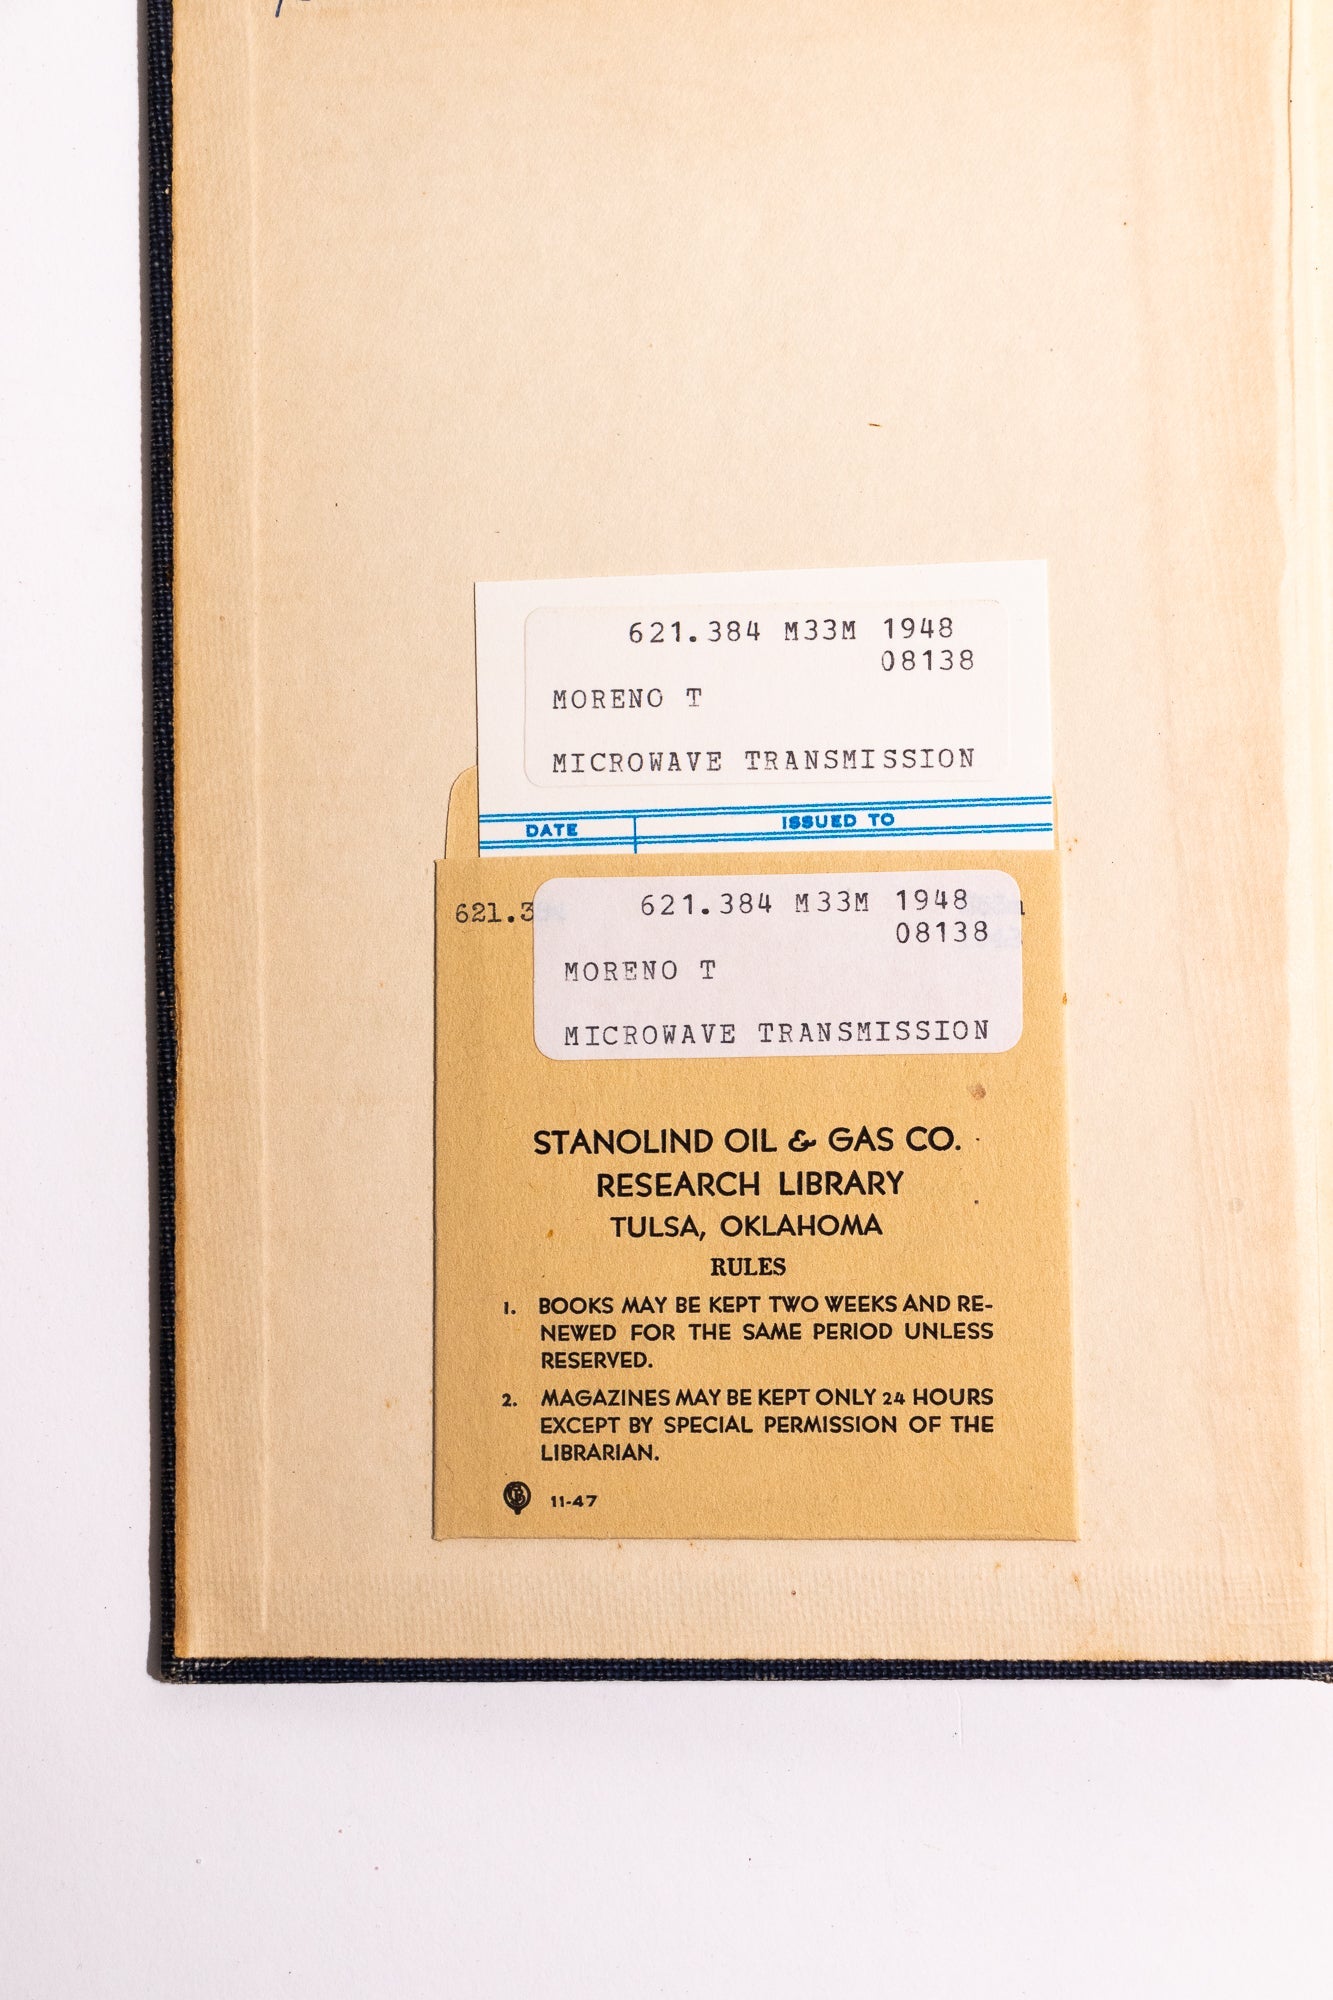 621.384 M33M 1948
08138
MORENO T
MICROWAVE TRANSMISSION
DATE ISSUED TO
621.3
621.384 M33M 1948
08138
MORENO T
MICROWAVE TRANSMISSION
STANOLIND OIL & GAS CO.
RESEARCH LIBRARY
TULSA, OKLAHOMA
RULES
1. BOOKS MAY BE KEPT TWO WEEKS AND RE-
NEWED FOR THE SAME PERIOD UNLESS
RESERVED.
2. MAGAZINES MAY BE KEPT ONLY 24 HOURS
EXCEPT BY SPECIAL PERMISSION OF THE
LIBRARIAN.
11-47